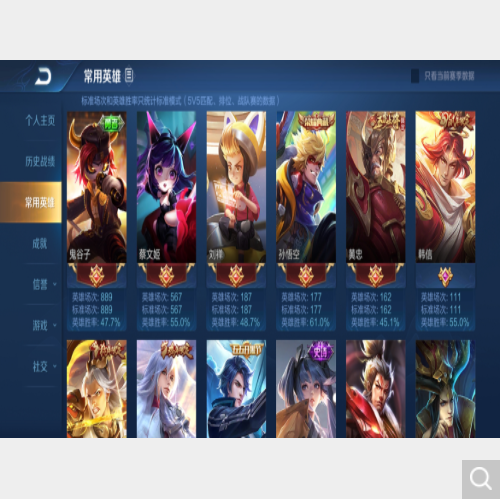 常用英雄
只看当前赛季数据
标准场次和英雄胜率只统计标准模式（5V5匹配、排位、战队赛的数据）
个人主页
历史战绩
常用英雄
成就
信誉
游戏
社交
鬼谷子
蔡文姬
刘禅
孙悟空
黄忠
韩信
英雄场次: 889
标准场次: 889
英雄胜率: 47.7%
英雄场次: 567
标准场次: 567
英雄胜率: 55.0%
英雄场次: 187
标准场次: 187
英雄胜率: 48.7%
英雄场次: 177
标准场次: 177
英雄胜率: 61.0%
英雄场次: 162
标准场次: 162
英雄胜率: 45.1%
英雄场次: 111
标准场次: 111
英雄胜率: 55.0%
史诗